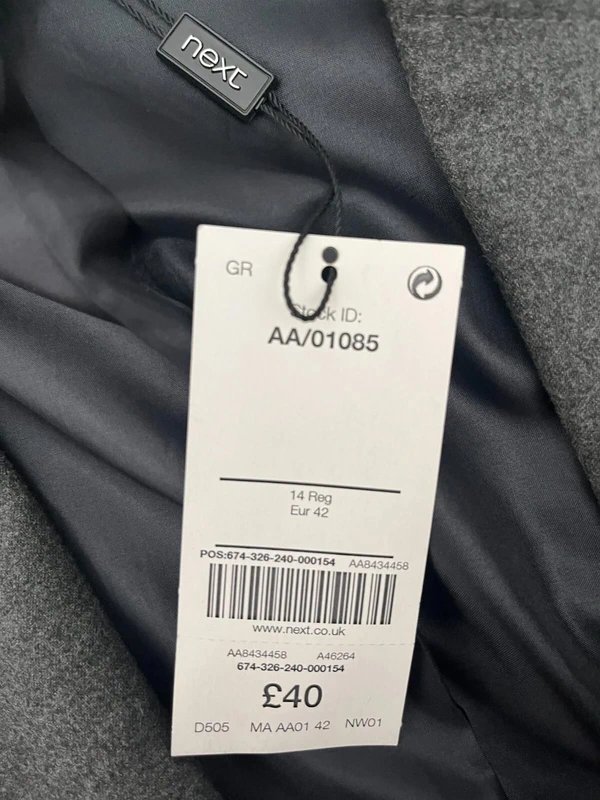 next
GR
Stock ID:
AA/01085
14 Reg
Eur 42
POS:674-326-240-000154 AA8434458
www.next.co.uk
AA8434458 A46264
674-326-240-000154
£40
D505 MA AA01 42 NW01